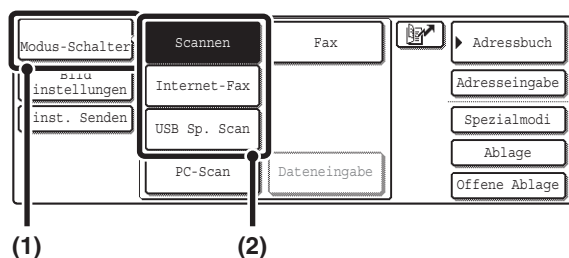 Modus-Schalter
Scannen
Fax
Adressbuch
Bild
instellungen
Internet-Fax
Adresseingabe
inst. Senden
USB Sp. Scan
Spezialmodi
Ablage
PC-Scan
Dateneingabe
Offene Ablage
(1)
(2)